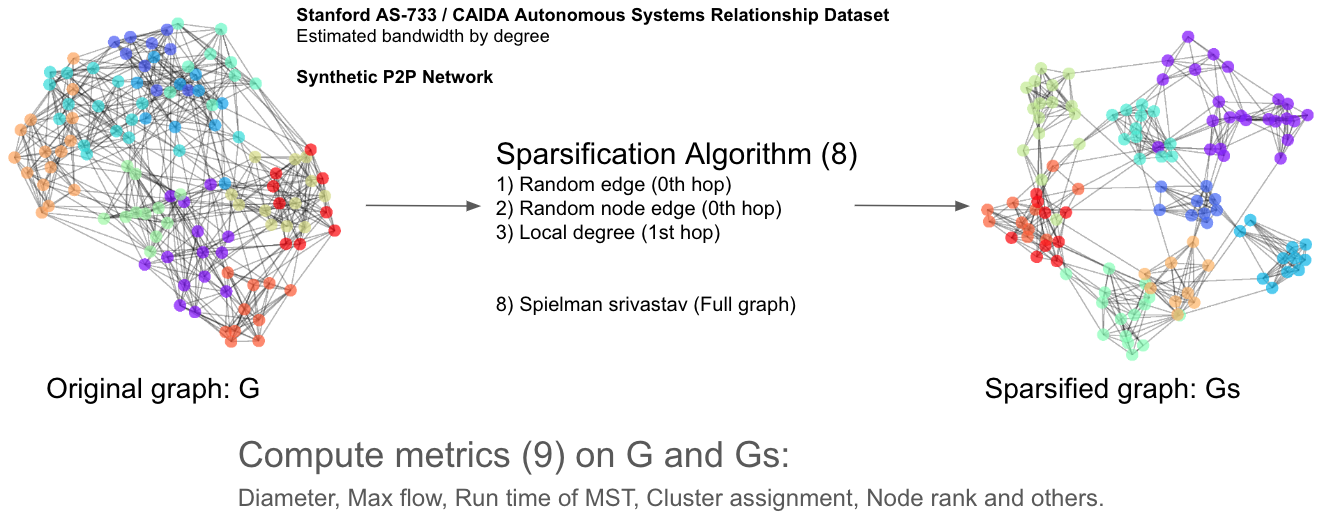 Stanford AS-733 / CAIDA Autonomous Systems Relationship Dataset
Estimated bandwidth by degree
Synthetic P2P Network
Sparsification Algorithm (8)
1) Random edge (0th hop)
2) Random node edge (0th hop)
3) Local degree (1st hop)
8) Spielman srivastav (Full graph)
Original graph: G
Sparsified graph: Gs
Compute metrics (9) on G and Gs:
Diameter, Max flow, Run time of MST, Cluster assignment, Node rank and others.